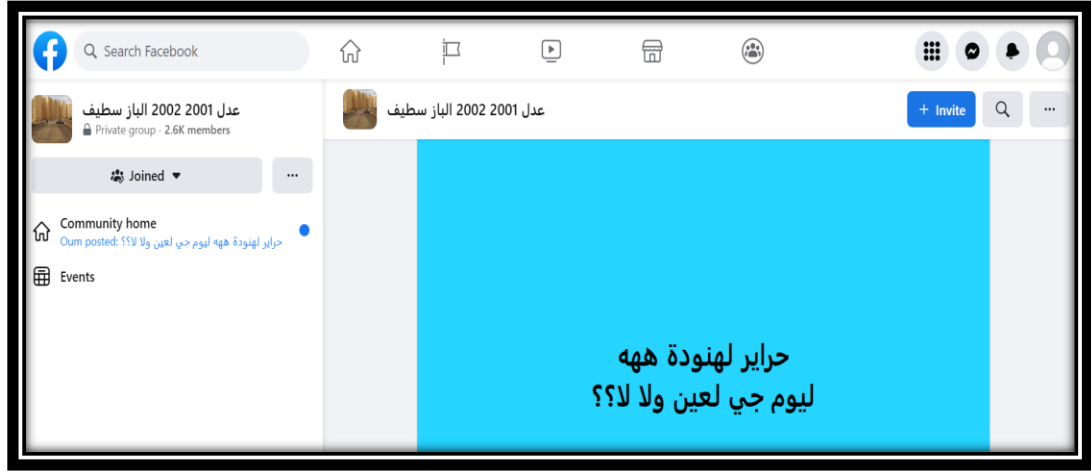 Search Facebook
عدل 2001 2002 الباز سطيف
Private group · 2.6K members
Joined
...
Community home
Oum posted: حراير لهنودة ههه ليوم جي لعين ولا لا؟؟
Events
عدل 2001 2002 الباز سطيف
+ Invite
...
حراير لهنودة ههه
ليوم جي لعين ولا لا؟؟